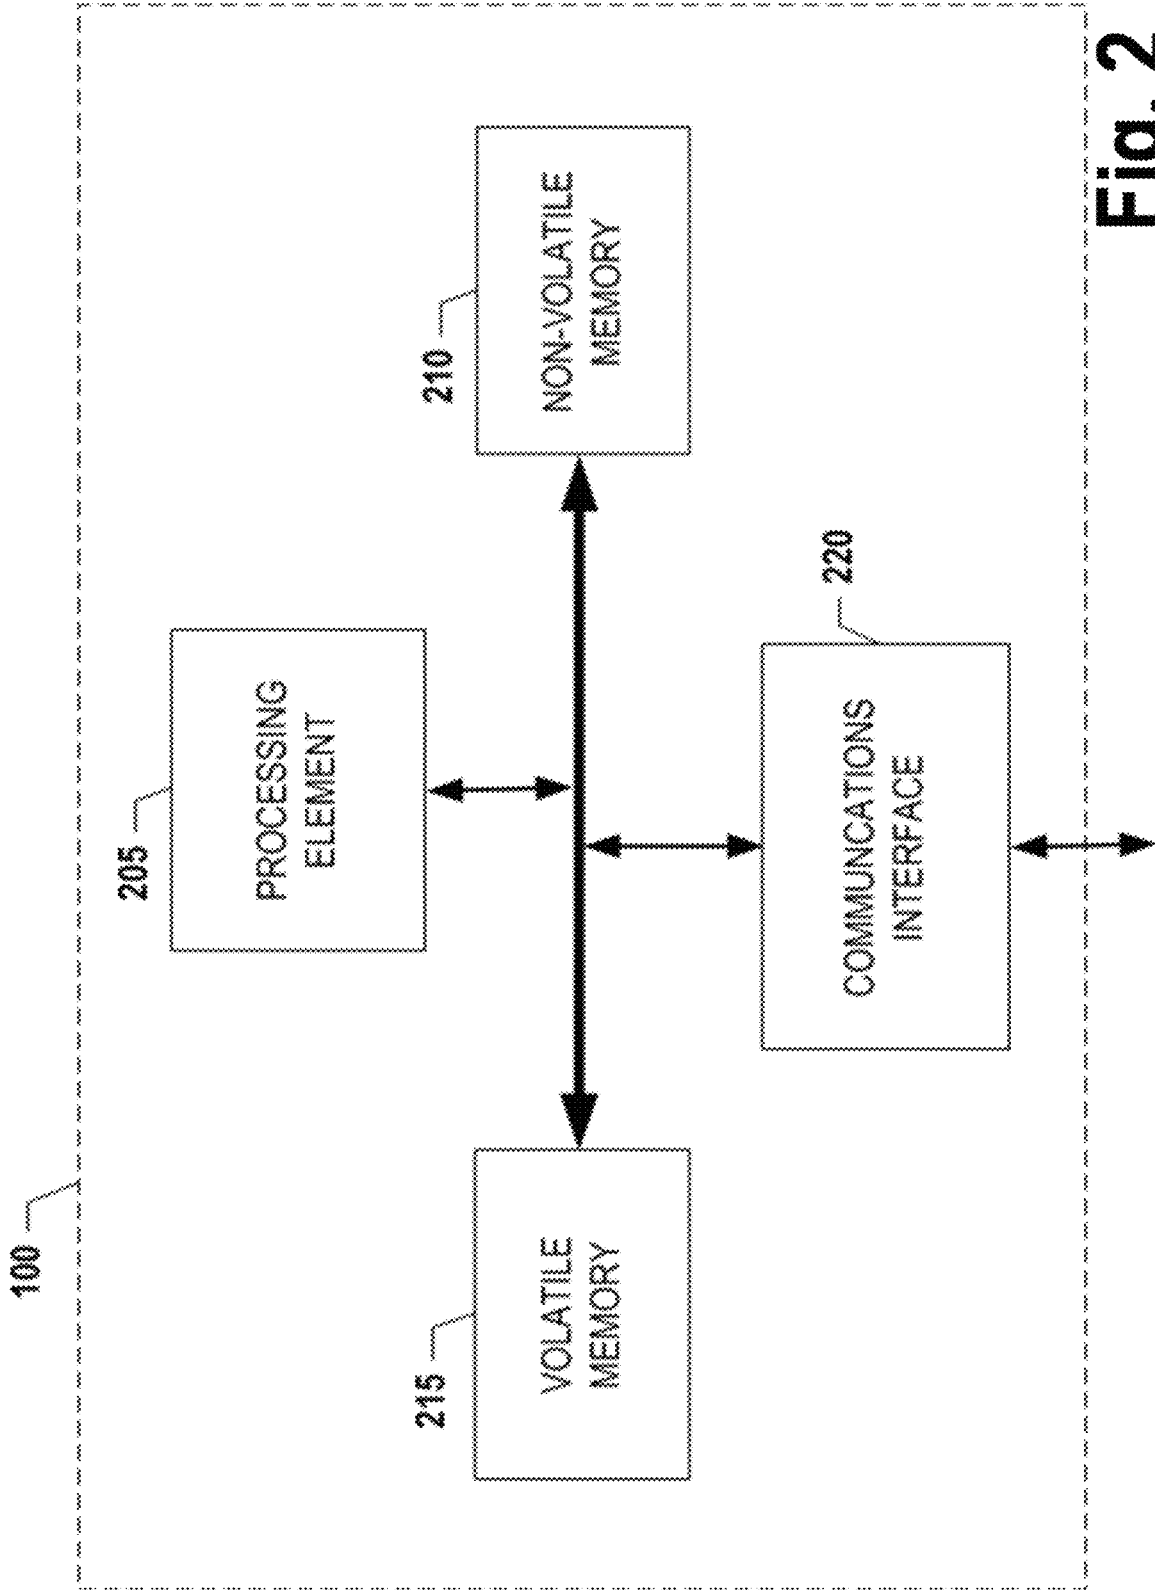 100
205
PROCESSING
ELEMENT
215
VOLATILE
MEMORY
210
NON-VOLATILE
MEMORY
220
COMMUNCATIONS
INTERFACE
Fig. 2